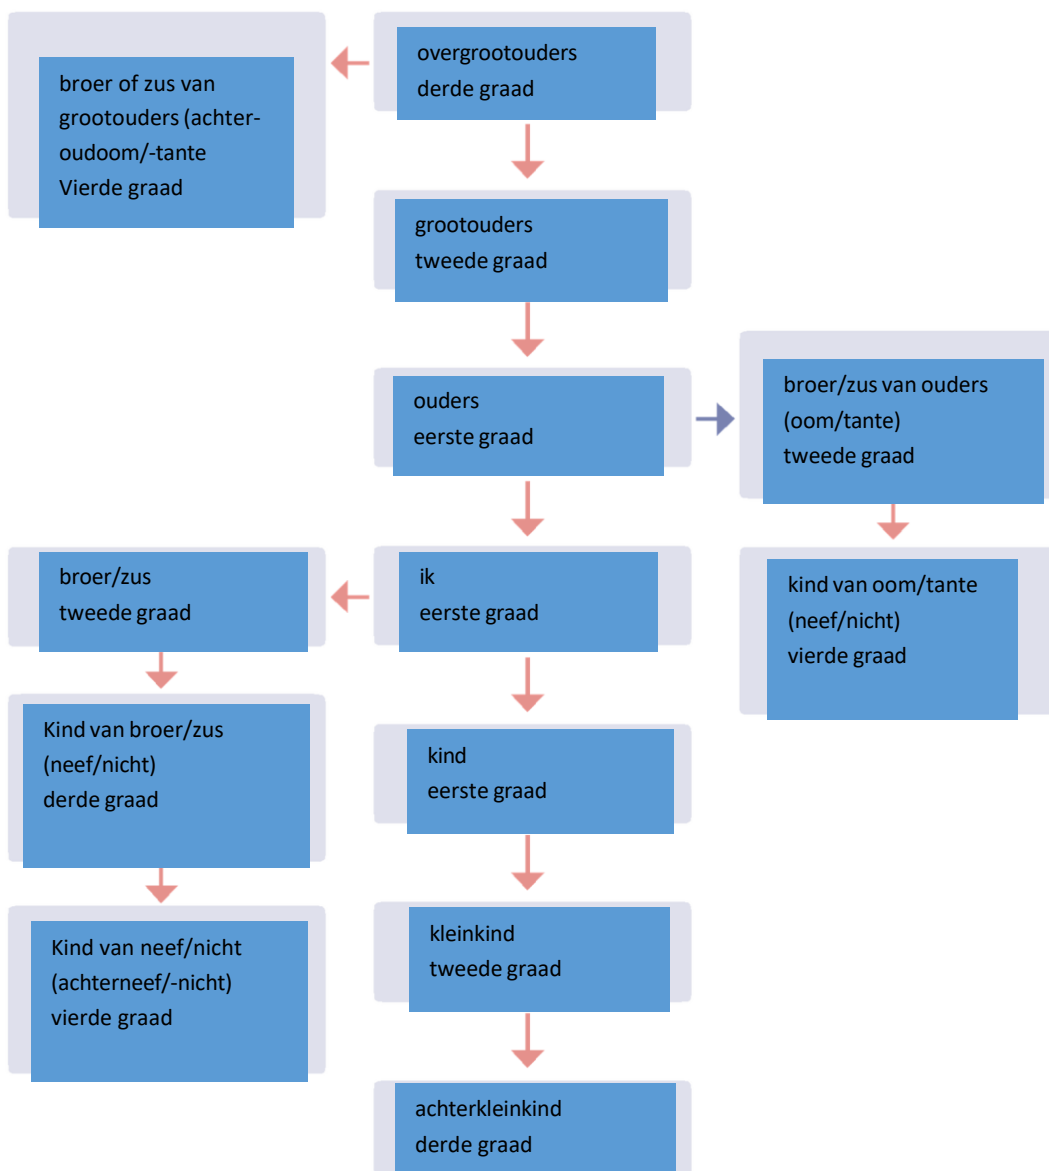 overgrootouders
derde graad
broer of zus van
grootouders (achter-
oudoom/-tante
Vierde graad
grootouders
tweede graad
ouders
eerste graad
broer/zus van ouders
(oom/tante)
tweede graad
broer/zus
tweede graad
ik
eerste graad
kind van oom/tante
(neef/nicht)
vierde graad
Kind van broer/zus
(neef/nicht)
derde graad
kind
eerste graad
Kind van neef/nicht
(achterneef/-nicht)
vierde graad
kleinkind
tweede graad
achterkleinkind
derde graad